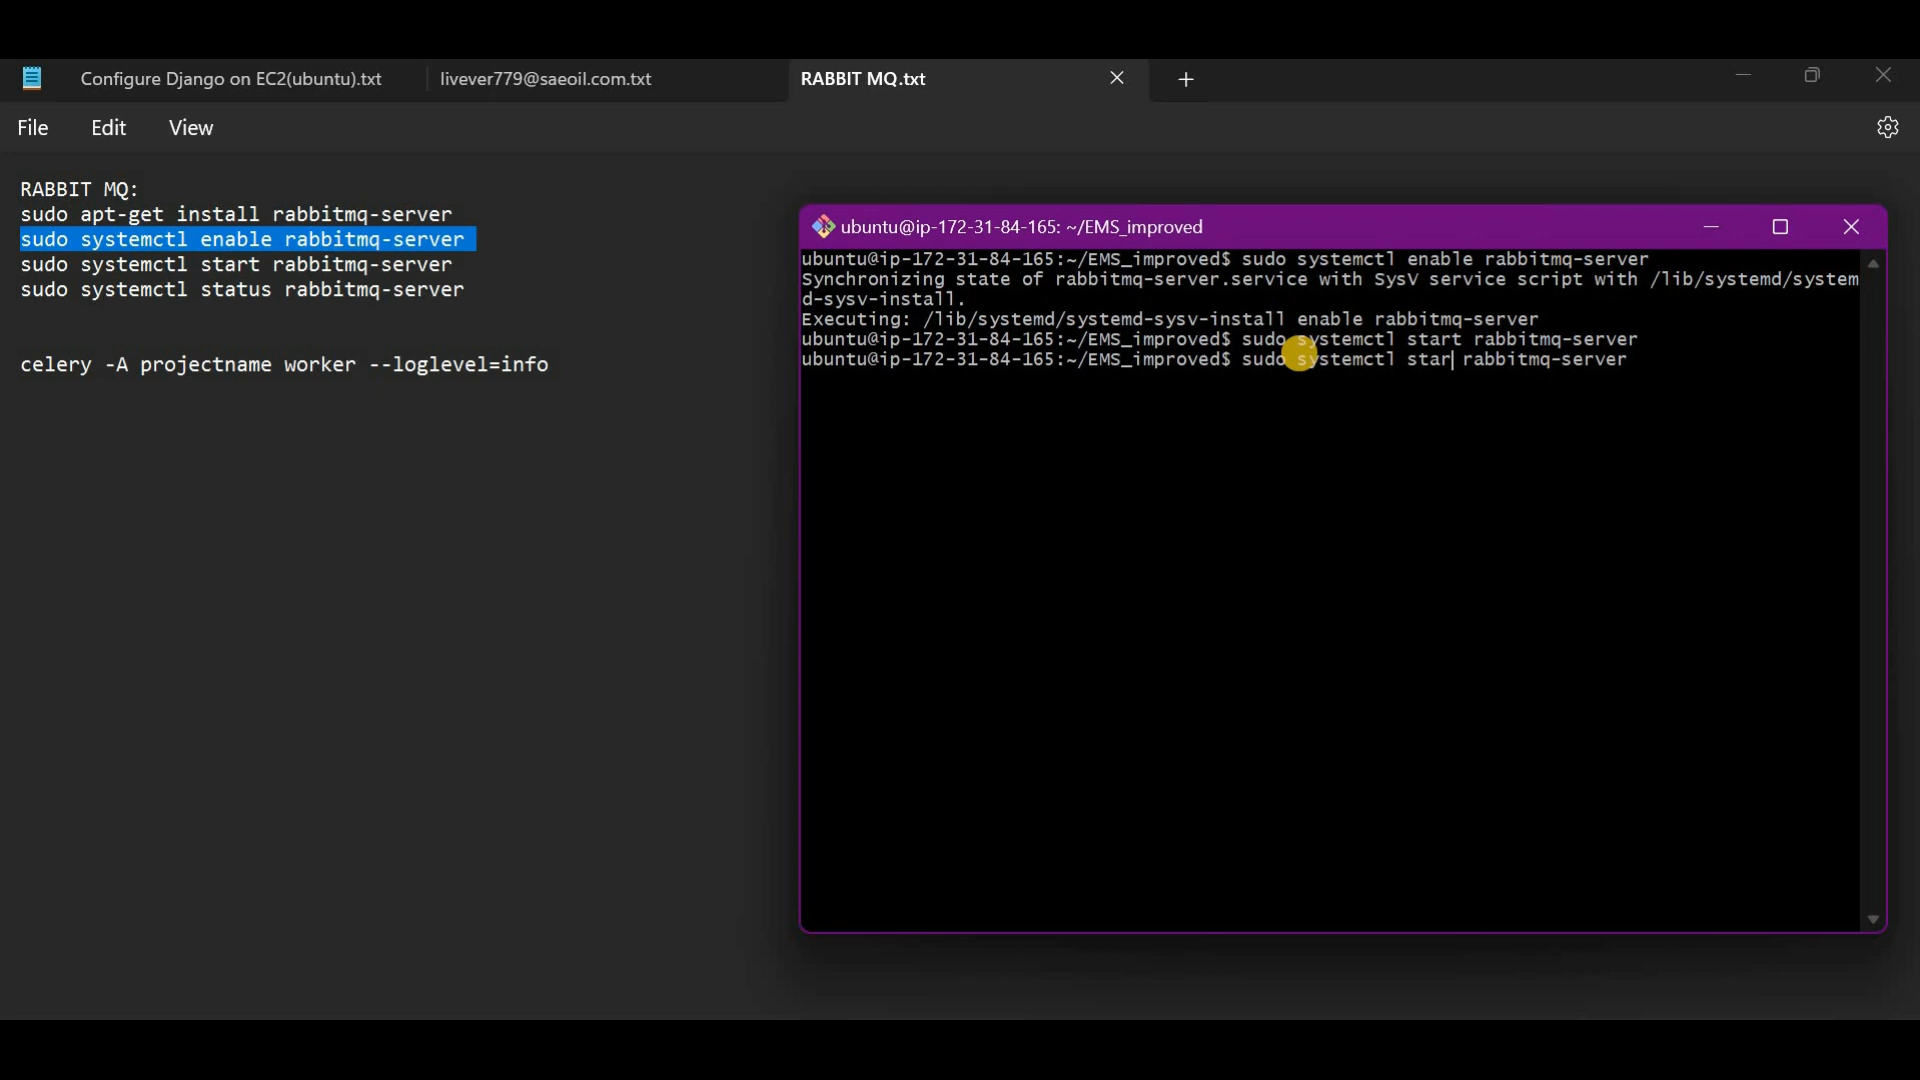 Configure Django on EC2(ubuntu).txt
livever779@saeoil.com.txt
RABBIT MQ.txt
File
Edit
View
RABBIT MQ:
sudo apt-get install rabbitmq-server
sudo systemctl enable rabbitmq-server
sudo systemctl start rabbitmq-server
sudo systemctl status rabbitmq-server
celery -A projectname worker --loglevel=info
ubuntu@ip-172-31-84-165: ~/EMS_improved
ubuntu@ip-172-31-84-165:~/EMS_improved$ sudo systemctl enable rabbitmq-server
Synchronizing state of rabbitmq-server.service with SysV service script with /lib/systemd/system
d-sysv-install.
Executing: /lib/systemd/systemd-sysv-install enable rabbitmq-server
ubuntu@ip-172-31-84-165:~/EMS_improved$ sudo systemctl start rabbitmq-server
ubuntu@ip-172-31-84-165:~/EMS_improved$ sudo systemctl star rabbitmq-server